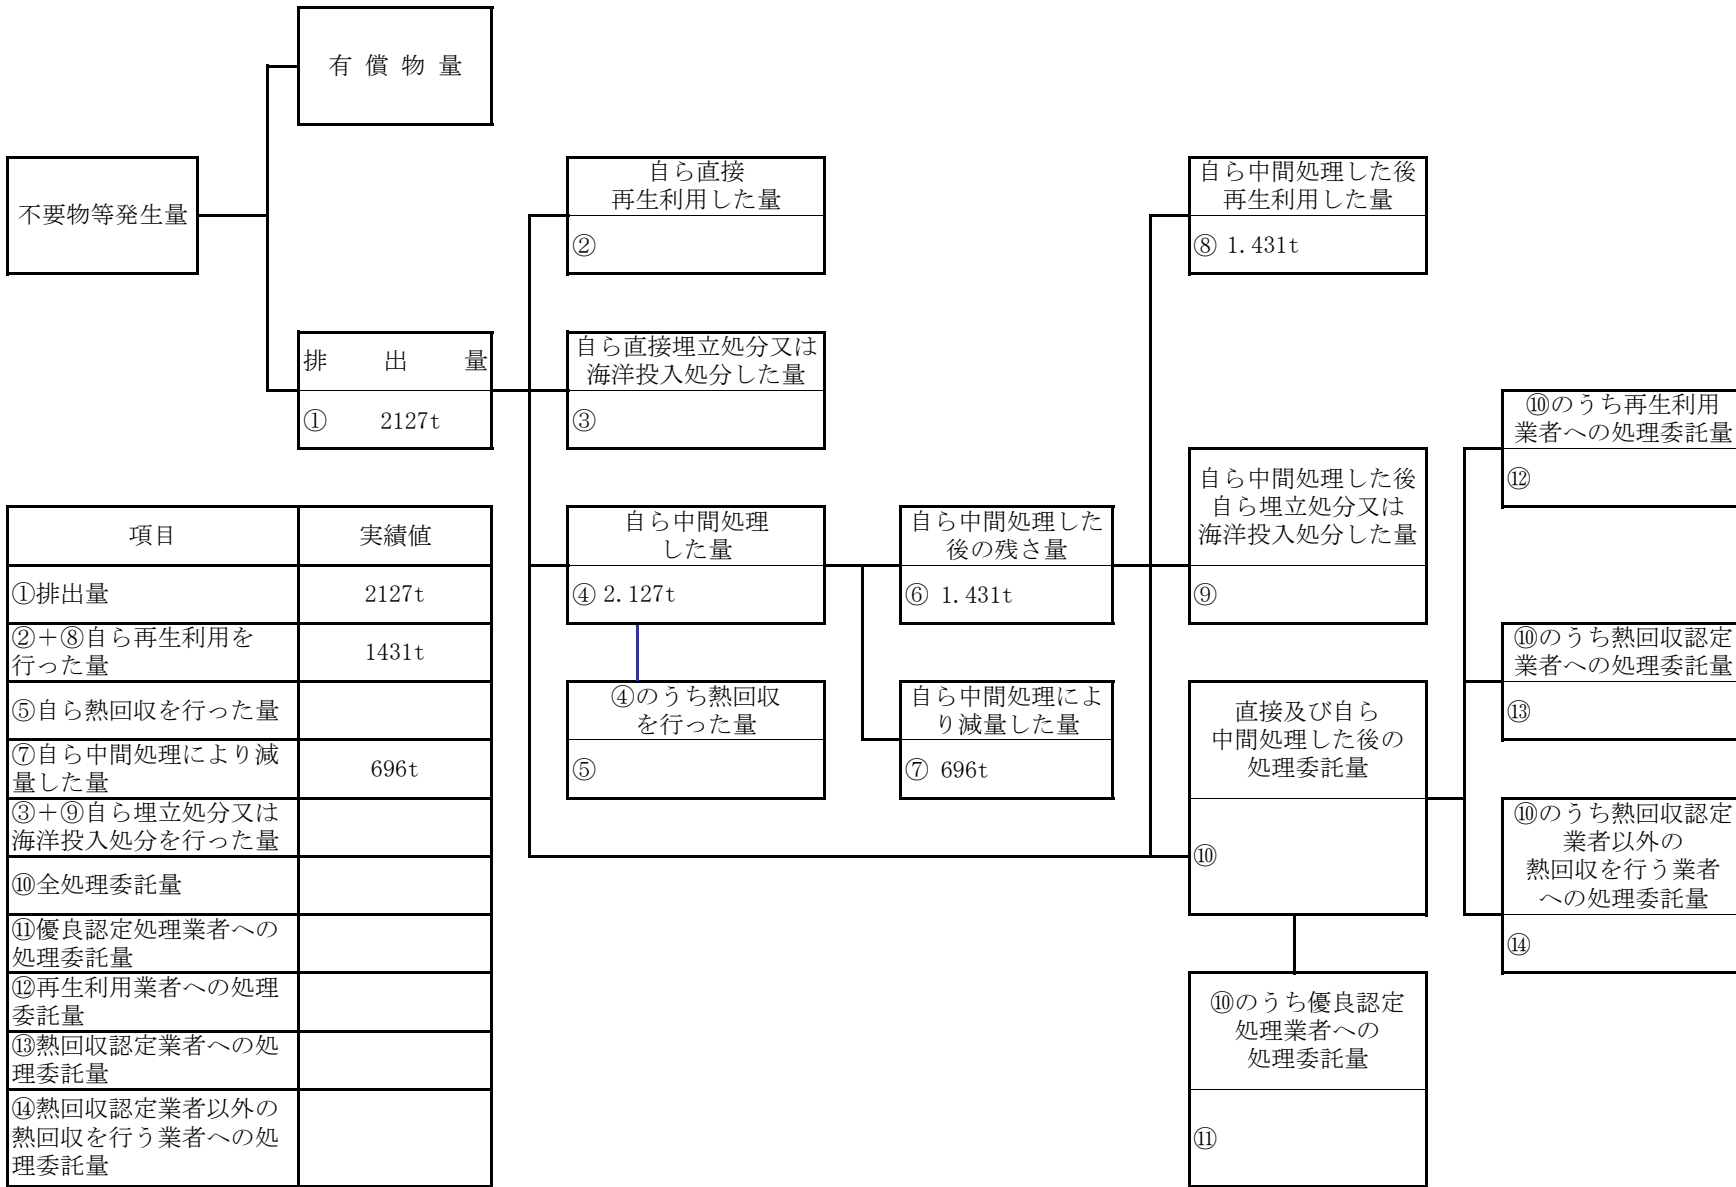 有 償 物 量
不要物等発生量
自ら直接
再生利用した量
②
自ら中間処理した後
再生利用した量
⑧ 1.431t
排 出 量
① 2127t
自ら直接埋立処分又は
海洋投入処分した量
③
⑩のうち再生利用
業者への処理委託量
⑫
自ら中間処理した後
自ら埋立処分又は
海洋投入処分した量
⑨
自ら中間処理
した量
④ 2.127t
自ら中間処理した
後の残さ量
⑥ 1.431t
④のうち熱回収
を行った量
⑤
自ら中間処理によ
り減量した量
⑦ 696t
⑩のうち熱回収認定
業者への処理委託量
⑬
直接及び自ら
中間処理した後の
処理委託量
⑩
⑩のうち熱回収認定
業者以外の
熱回収を行う業者
への処理委託量
⑭
⑩のうち優良認定
処理業者への
処理委託量
⑪
項目 実績値
①排出量 2127t
②+⑧自ら再生利用を
行った量 1431t
⑤自ら熱回収を行った量
⑦自ら中間処理により減
量した量 696t
③+⑨自ら埋立処分又は
海洋投入処分を行った量
⑩全処理委託量
⑪優良認定処理業者への
処理委託量
⑫再生利用業者への処理
委託量
⑬熱回収認定業者への処
理委託量
⑭熱回収認定業者以外の
熱回収を行う業者への処
理委託量